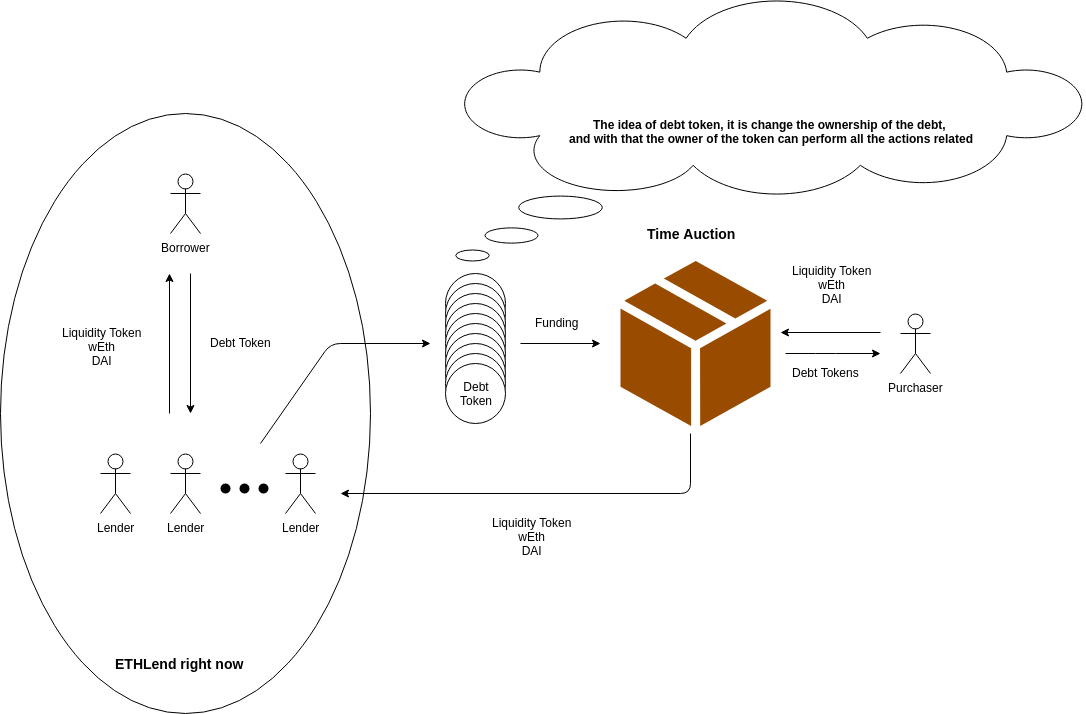 The idea of debt token, it is change the ownership of the debt,
and with that the owner of the token can perform all the actions related
Borrower
Liquidity Token
wEth
DAI
Debt Token
Lender
Lender
Lender
ETHLend right now
Debt
Token
Funding
Time Auction
Liquidity Token
wEth
DAI
Debt Tokens
Purchaser
Liquidity Token
wEth
DAI